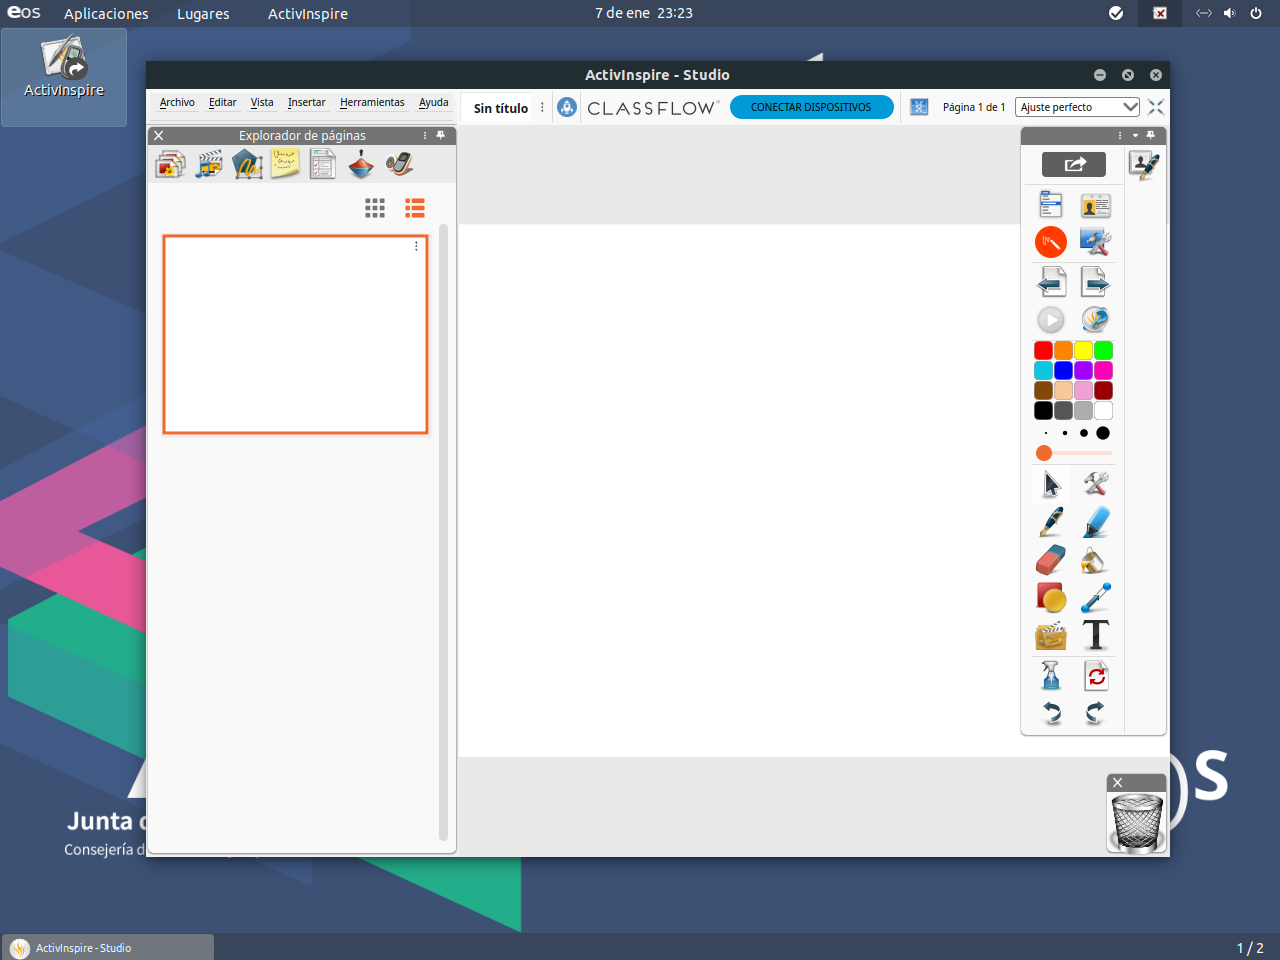 eos Aplicaciones Lugares ActivInspire 7 de ene 23:23
ActivInspire
ActivInspire - Studio
Archivo Editar Vista Insertar Herramientas Ayuda
Sin título
CLASSFLOW
CONECTAR DISPOSITIVOS
Página 1 de 1
Ajuste perfecto
Explorador de páginas
T
Junta
Consejería
s
ActivInspire - Studio
1 / 2